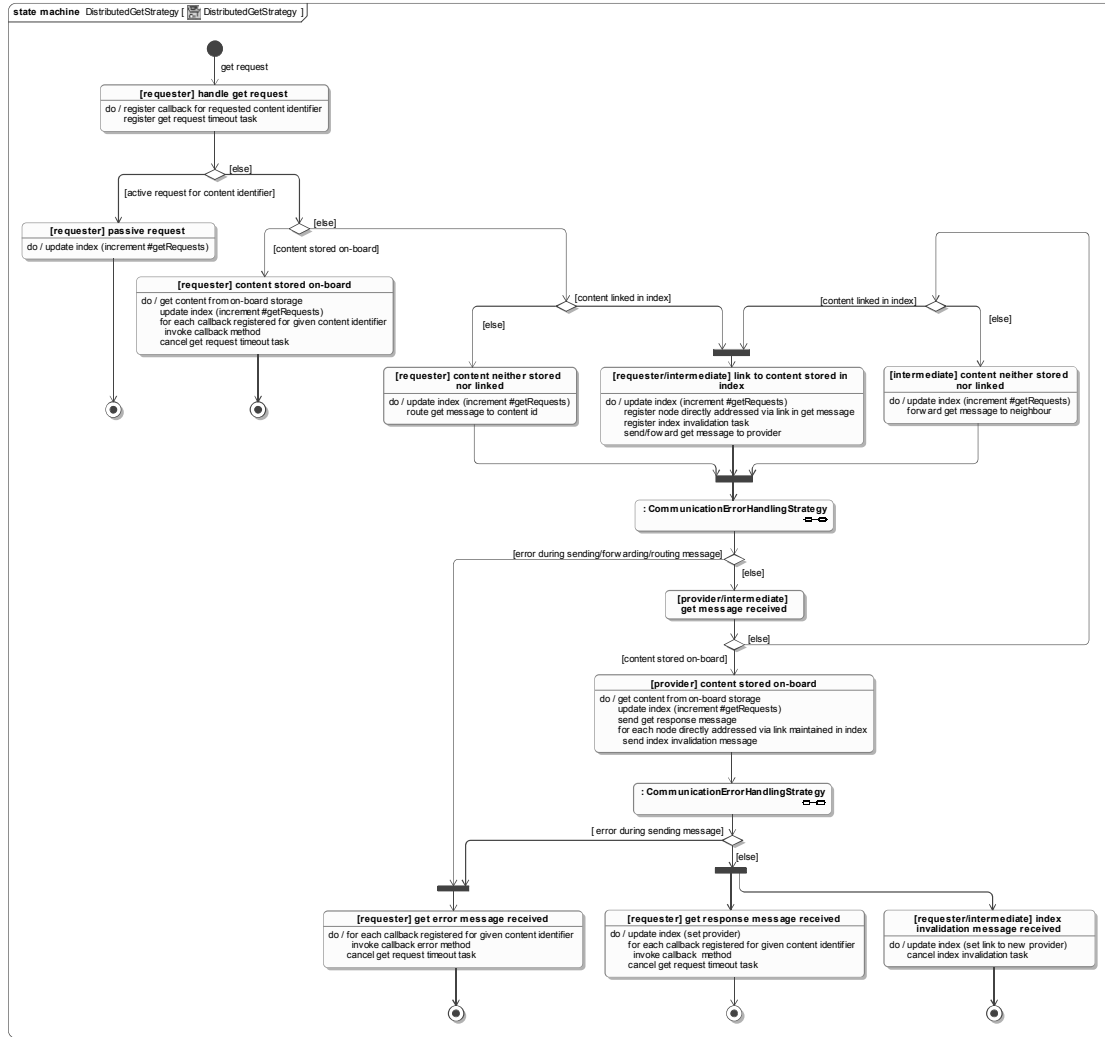 state machine DistributedGetStrategy [ DistributedGetStrategy ]
get request
[requester] handle get request
do / register callback for requested content identifier
register get request timeout task
[else]
[active request for content identifier]
[requester] passive request
do / update index (increment #getRequests)
[else]
[content stored on-board]
[requester] content stored on-board
do / get content from on-board storage
update index (increment #getRequests)
for each callback registered for given content identifier
invoke callback method
cancel get request timeout task
[content linked in index]
[else]
[content linked in index]
[else]
[requester] content neither stored
nor linked
do / update index (increment #getRequests)
route get message to content id
[requester/intermediate] link to content stored in
index
do / update index (increment #getRequests)
register node directly addressed via link in get message
register index invalidation task
send/foward get message to provider
[intermediate] content neither stored
nor linked
do / update index (increment #getRequests)
forward get message to neighbour
: CommunicationErrorHandlingStrategy
[error during sending/forwarding/routing message]
[else]
[provider/intermediate]
get message received
[else]
[content stored on-board]
[provider] content stored on-board
do / get content from on-board storage
update index (increment #getRequests)
send get response message
for each node directly addressed via link maintained in index
send index invalidation message
: CommunicationErrorHandlingStrategy
[ error during sending message]
[else]
[requester] get error message received
do / for each callback registered for given content identifier
invoke callback error method
cancel get request timeout task
[requester] get response message received
do / update index (set provider)
for each callback registered for given content identifier
invoke callback method
cancel get request timeout task
[requester/intermediate] index
invalidation message received
do / update index (set link to new provider)
cancel index invalidation task